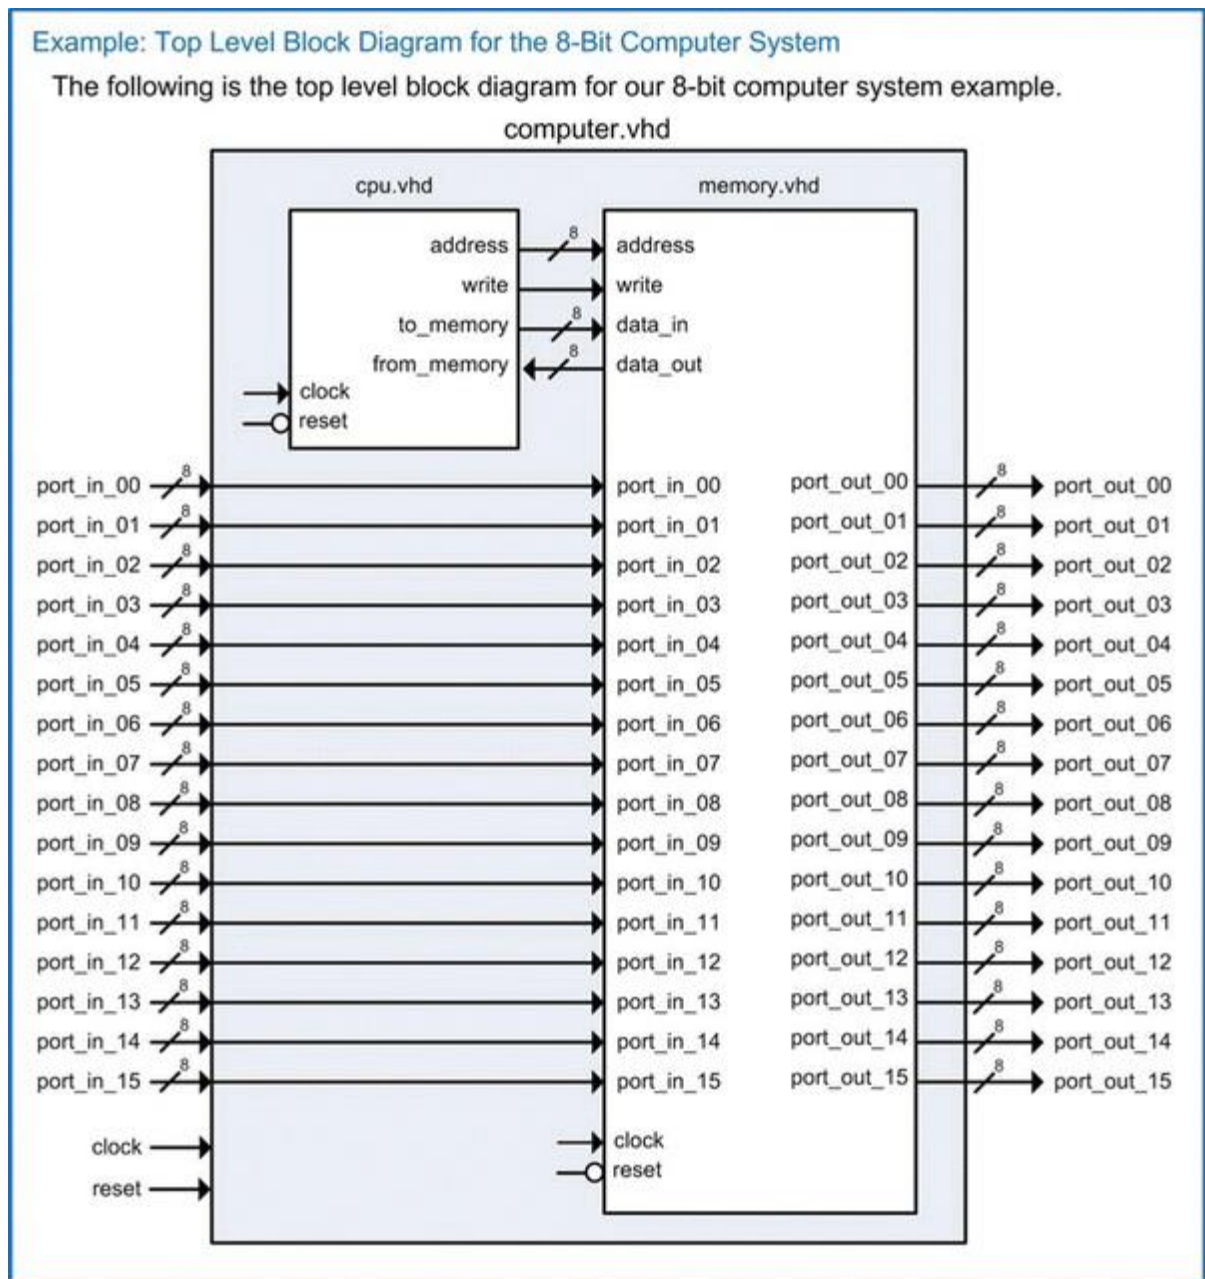 Example: Top Level Block Diagram for the 8-Bit Computer System
The following is the top level block diagram for our 8-bit computer system example.
computer.vhd
cpu.vhd memory.vhd
address 8 address
write write
to_memory 8 data_in
from_memory 8 data_out
clock
reset
port_in_00 8 port_in_00 port_out_00 8 port_out_00
port_in_01 8 port_in_01 port_out_01 8 port_out_01
port_in_02 8 port_in_02 port_out_02 8 port_out_02
port_in_03 8 port_in_03 port_out_03 8 port_out_03
port_in_04 8 port_in_04 port_out_04 8 port_out_04
port_in_05 8 port_in_05 port_out_05 8 port_out_05
port_in_06 8 port_in_06 port_out_06 8 port_out_06
port_in_07 8 port_in_07 port_out_07 8 port_out_07
port_in_08 8 port_in_08 port_out_08 8 port_out_08
port_in_09 8 port_in_09 port_out_09 8 port_out_09
port_in_10 8 port_in_10 port_out_10 8 port_out_10
port_in_11 8 port_in_11 port_out_11 8 port_out_11
port_in_12 8 port_in_12 port_out_12 8 port_out_12
port_in_13 8 port_in_13 port_out_13 8 port_out_13
port_in_14 8 port_in_14 port_out_14 8 port_out_14
port_in_15 8 port_in_15 port_out_15 8 port_out_15
clock clock
reset reset